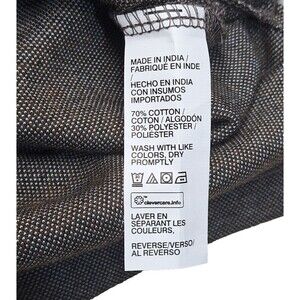 MADE IN INDIA /
FABRIQUÉ EN INDE
/
HECHO EN INDIA
CON INSUMOS
IMPORTADOS
70% COTTON /
COTON / ALGODÓN
30% POLYESTER /
POLIÉSTER
WASH WITH LIKE
COLORS, DRY
PROMPTLY
clevercare.info
LAVER EN
SÉPARANT LES
COULEURS,
REVERSE/VERSO/
AL REVERSO